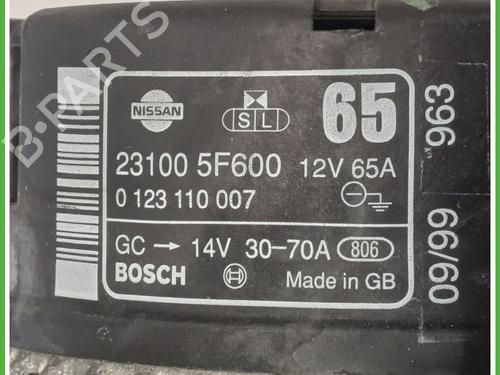 B-PARTS
NISSAN
S L
65
23100 5F600 12V 65A
0 123 110 007
GC → 14V 30-70A 806
BOSCH
Made in GB
09/99 963